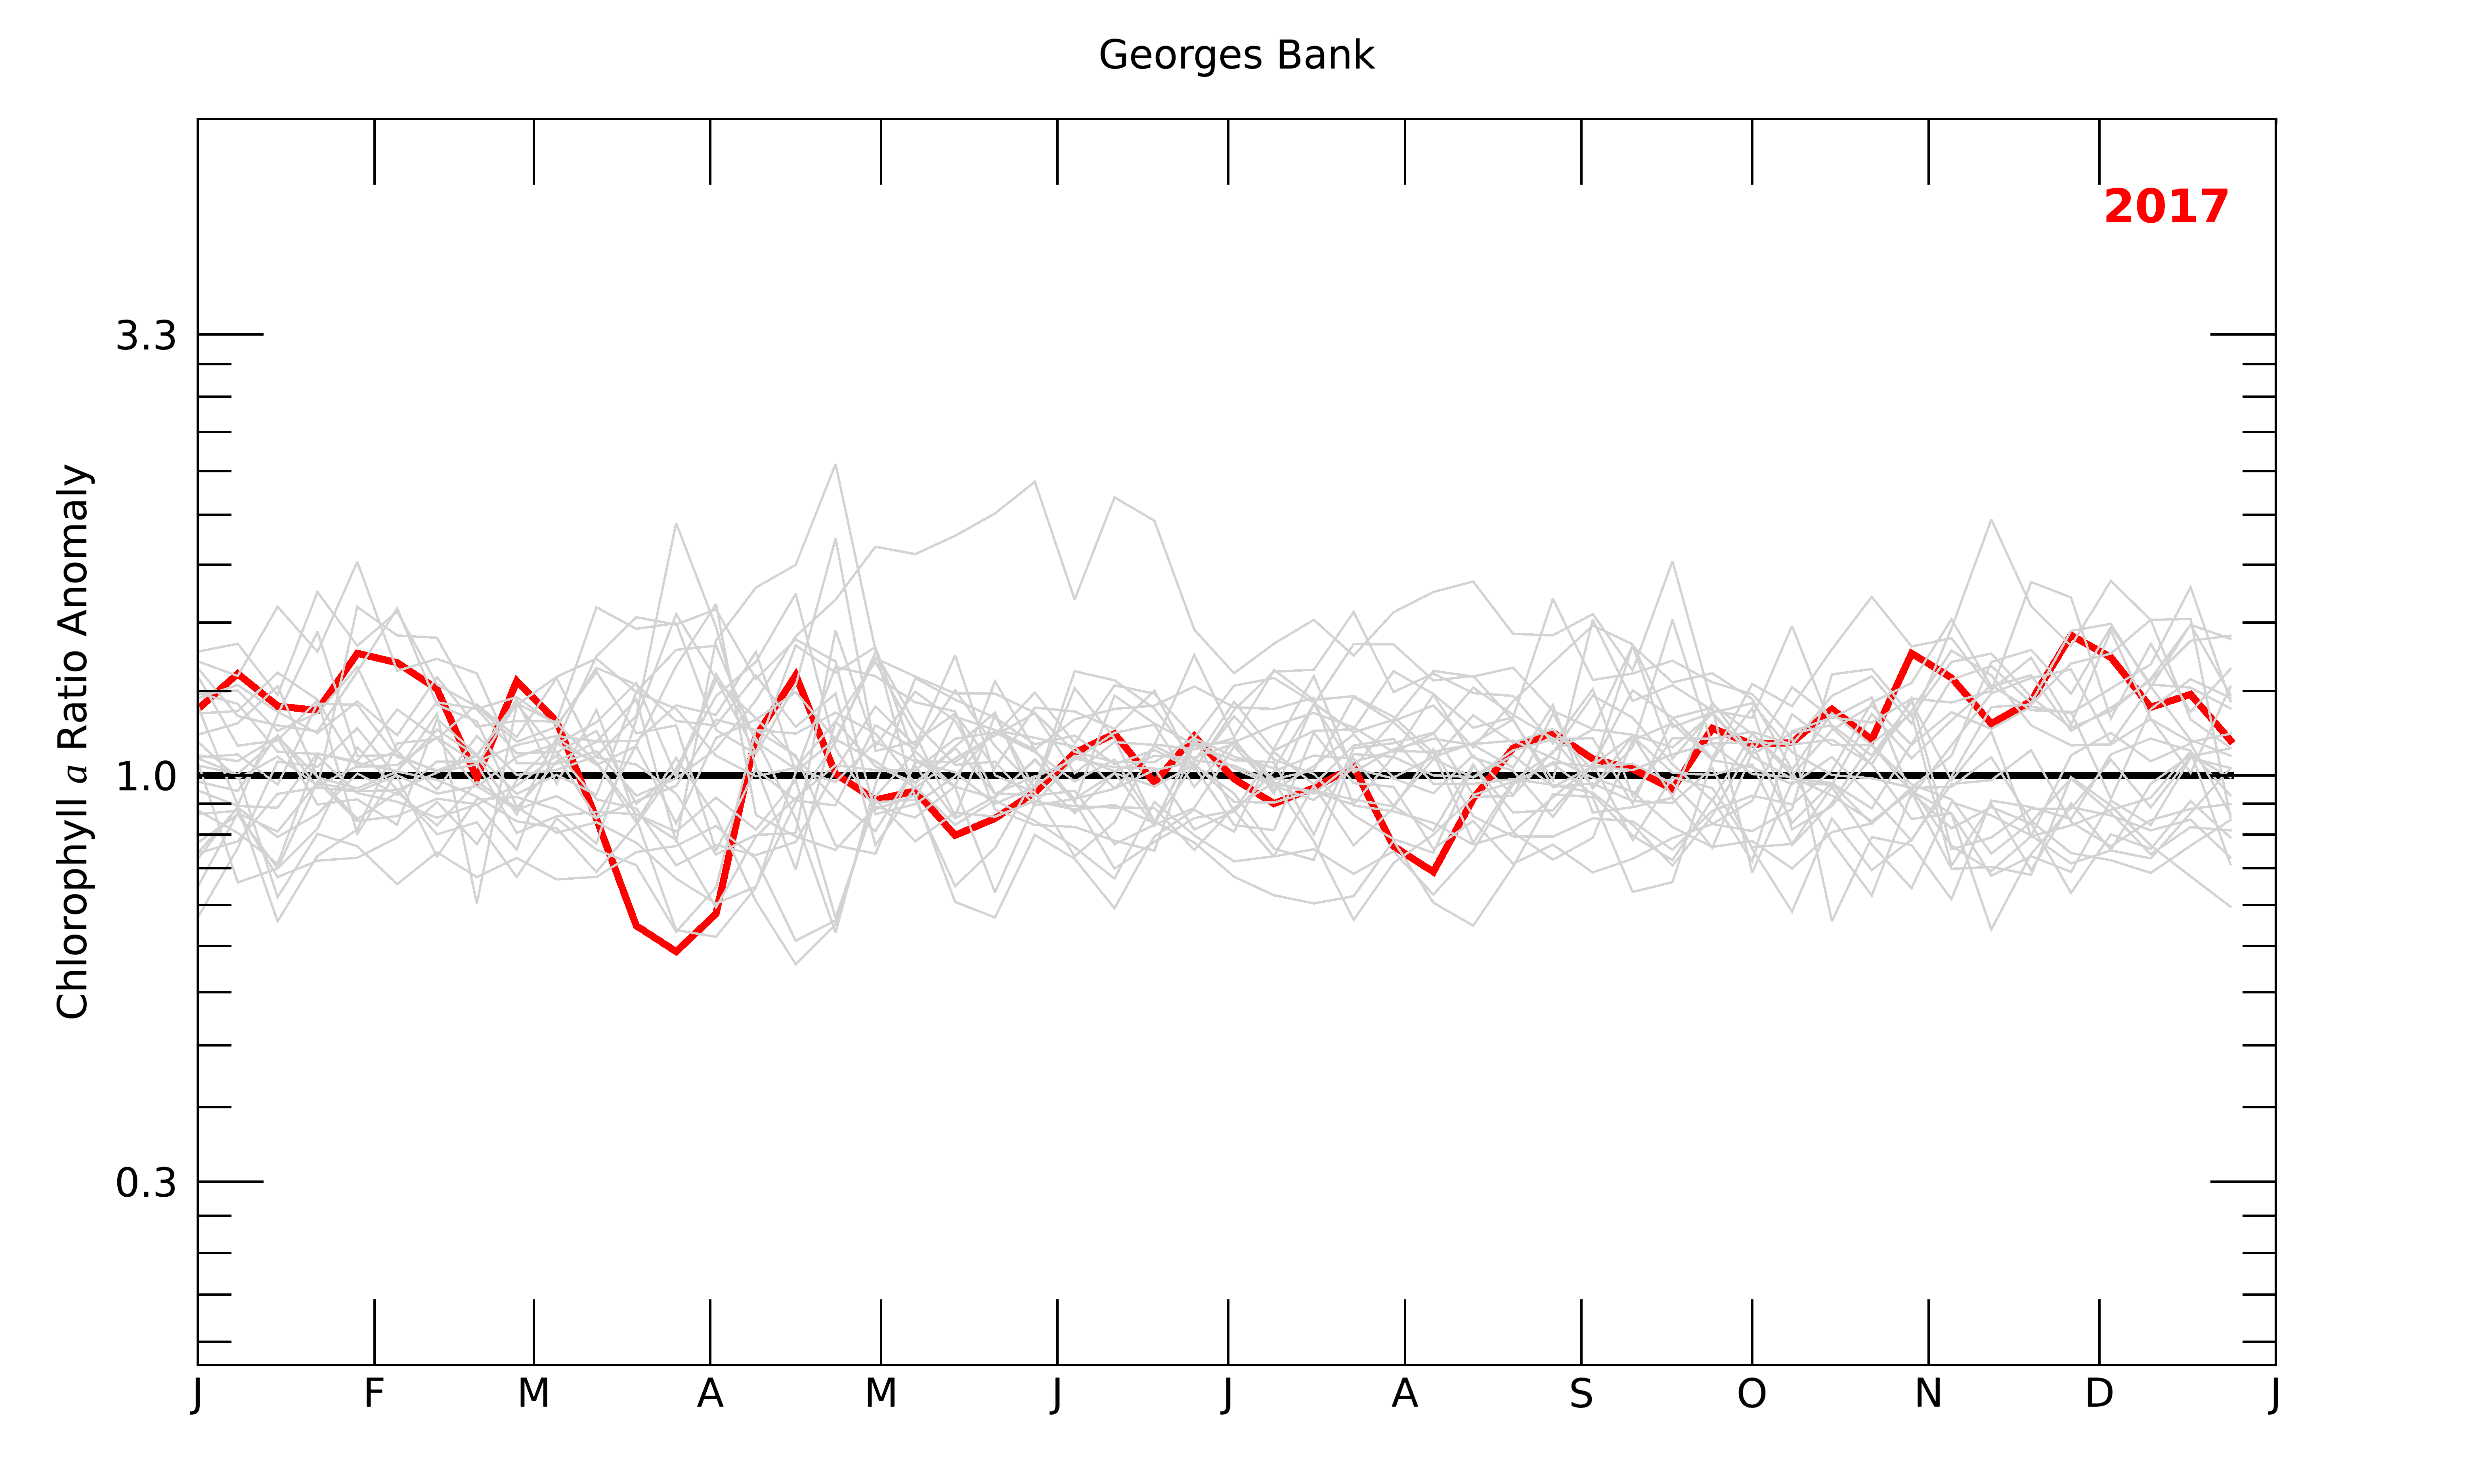 Georges Bank
2017
Chlorophyll a Ratio Anomaly
3.3
1.0
0.3
J F M A M J J A S O N D J